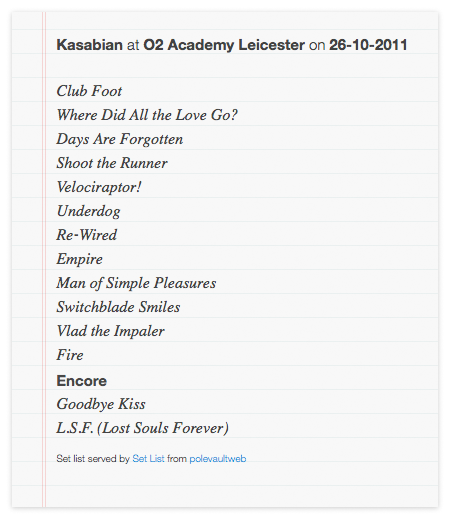 Kasabian at O2 Academy Leicester on 26-10-2011
Club Foot
Where Did All the Love Go?
Days Are Forgotten
Shoot the Runner
Velociraptor!
Underdog
Re-Wired
Empire
Man of Simple Pleasures
Switchblade Smiles
Vlad the Impaler
Fire
Encore
Goodbye Kiss
L.S.F. (Lost Souls Forever)
Set list served by Set List from polevaultweb